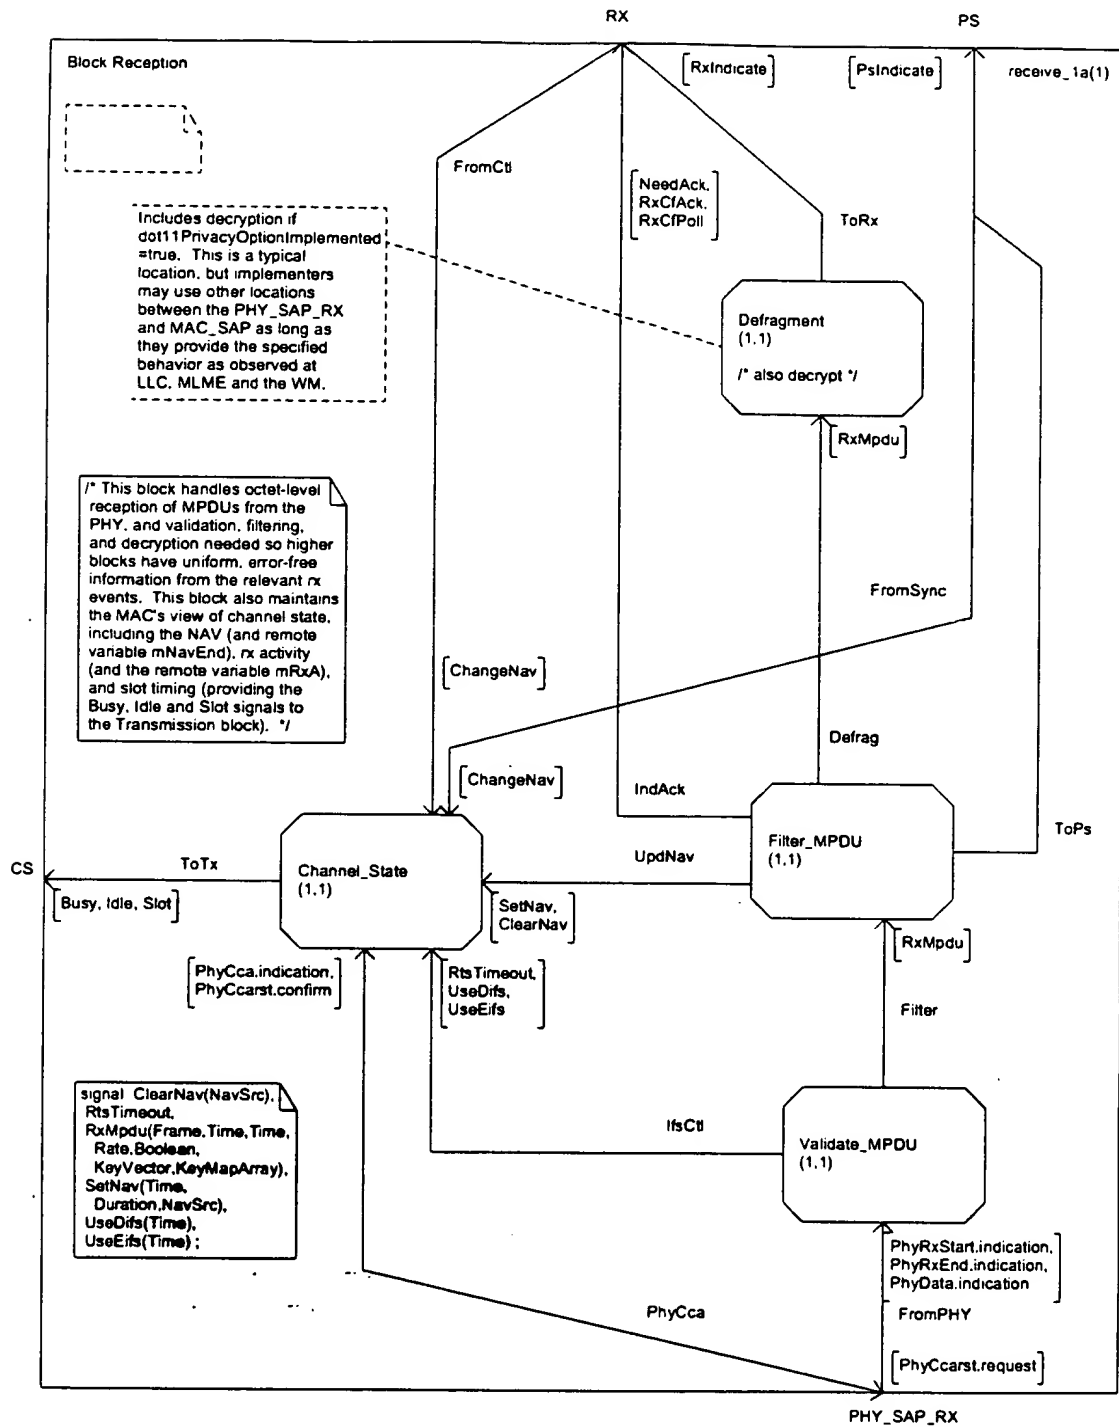 RX
PS
Block Reception
[RxIndicate]
[PsIndicate]
receive_1a(1)
FromCtl
NeedAck,
RxCfAck,
RxCfPoll
ToRx
Includes decryption if
dot11PrivacyOptionImplemented
=true. This is a typical
location, but implementers
may use other locations
between the PHY_SAP_RX
and MAC_SAP as long as
they provide the specified
behavior as observed at
LLC, MLME and the WM.
Defragment
(1,1)
/* also decrypt */
[RxMpdu]
/* This block handles octet-level
reception of MPDUs from the
PHY, and validation, filtering,
and decryption needed so higher
blocks have uniform, error-free
information from the relevant rx
events. This block also maintains
the MAC's view of channel state,
including the NAV (and remote
variable mNavEnd), rx activity
(and the remote variable mRxA),
and slot timing (providing the
Busy, Idle and Slot signals to
the Transmission block). */
FromSync
[ChangeNav]
Defrag
[ChangeNav]
IndAck
ToPs
CS
ToTx
Channel_State
(1,1)
UpdNav
Filter_MPDU
(1,1)
[Busy, Idle, Slot]
SetNav,
ClearNav
[RxMpdu]
PhyCca.indication,
PhyCcarst.confirm
RtsTimeout,
UseDifs,
UseEifs
Filter
signal ClearNav(NavSrc),
RtsTimeout,
RxMpdu(Frame,Time,Time,
Rate,Boolean,
KeyVector,KeyMapArray),
SetNav(Time,
Duration,NavSrc),
UseDifs(Time),
UseEifs(Time) ;
IfsCtl
Validate_MPDU
(1,1)
PhyRxStart.indication,
PhyRxEnd.indication,
PhyData.indication
PhyCca
FromPHY
[PhyCcarst.request]
PHY_SAP_RX